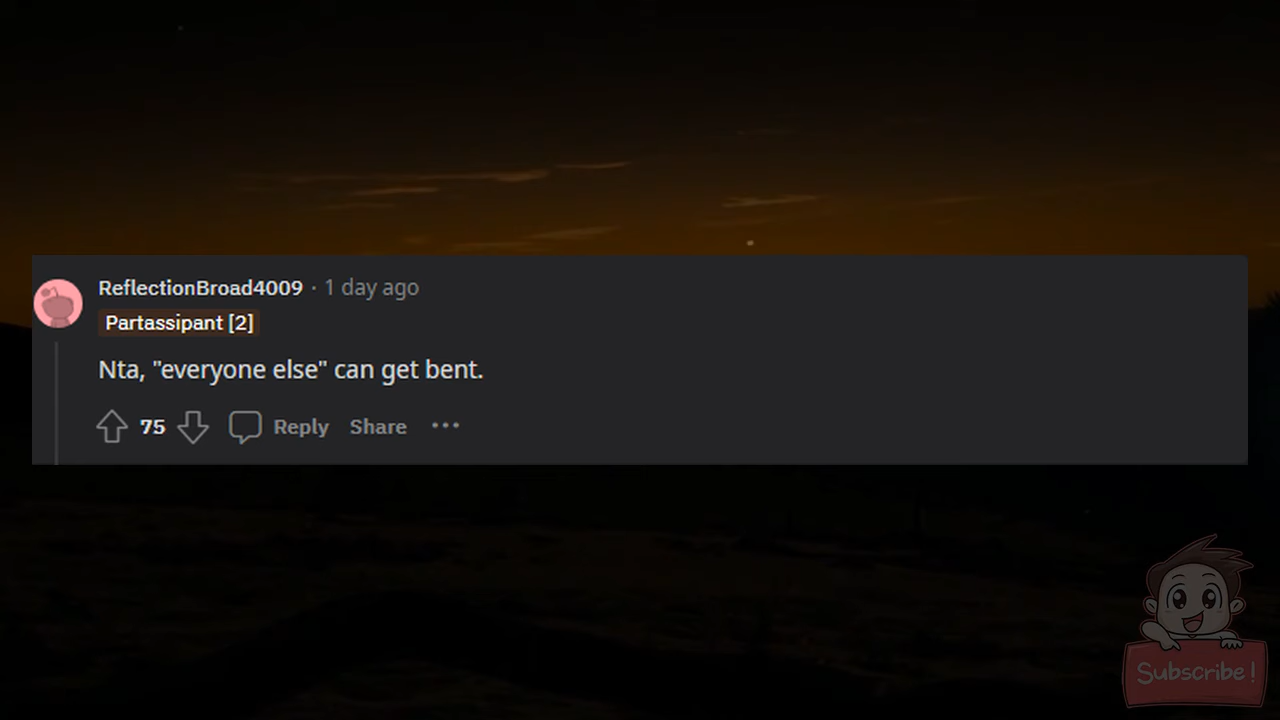 ReflectionBroad4009 · 1 day ago
Partassipant [2]
Nta, "everyone else" can get bent.
75 Reply Share •••
Subscribe!